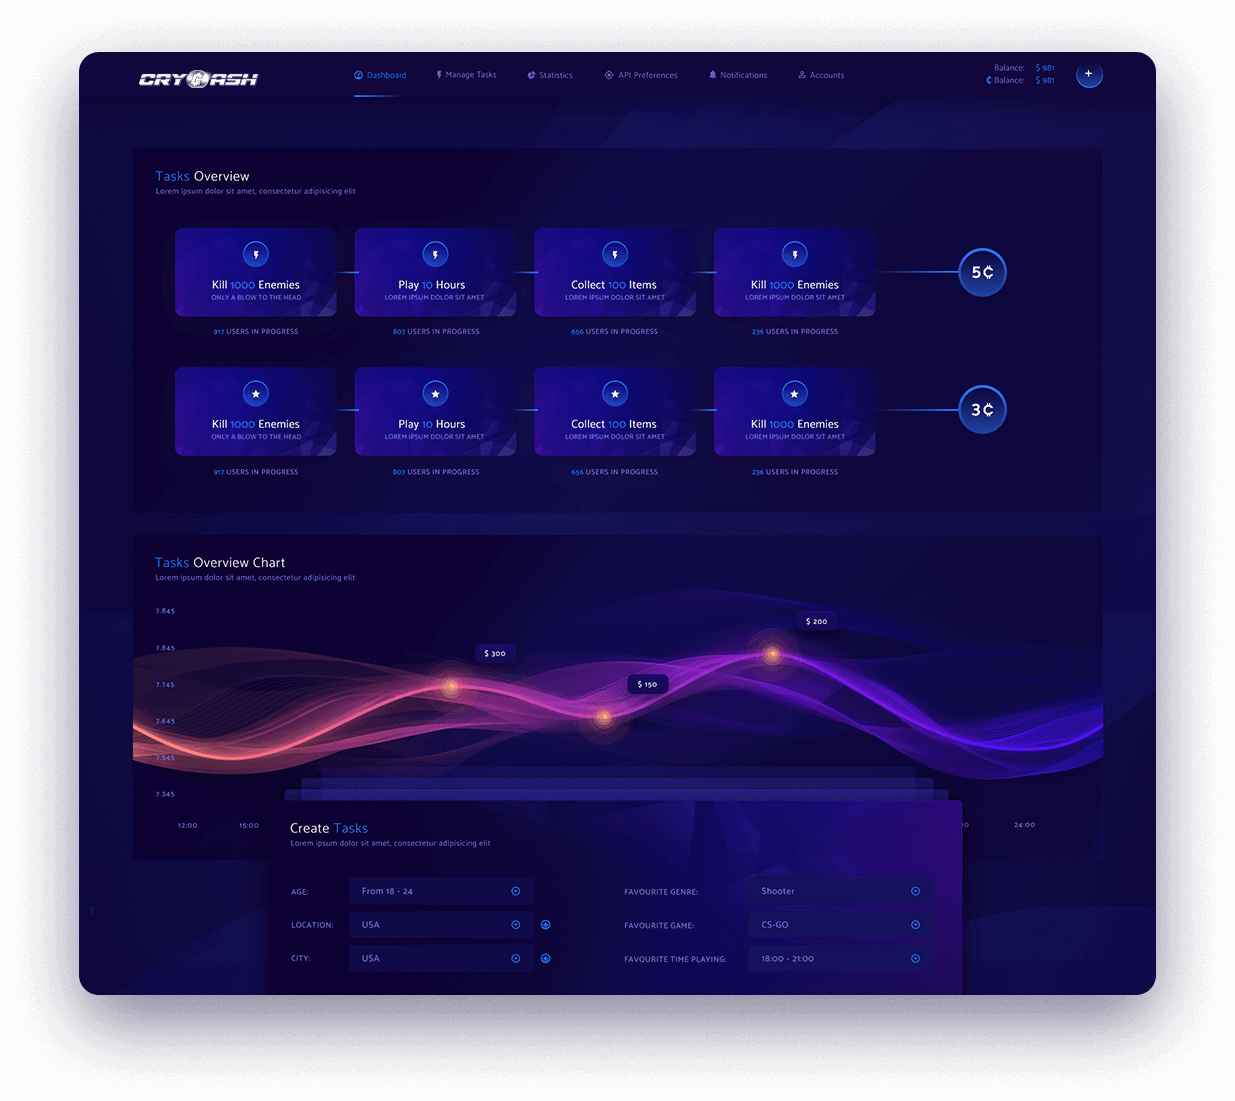 CRYCASH
Dashboard
Manage Tasks
Statistics
API Preferences
Notifications
Accounts
Balance: $ 981
₵ Balance: $ 981
+
Tasks Overview
Lorem ipsum dolor sit amet, consectetur adipisicing elit
Kill 1000 Enemies
ONLY A BLOW TO THE HEAD
917 USERS IN PROGRESS
Play 10 Hours
LOREM IPSUM DOLOR SIT AMET
807 USERS IN PROGRESS
Collect 100 Items
LOREM IPSUM DOLOR SIT AMET
656 USERS IN PROGRESS
Kill 1000 Enemies
LOREM IPSUM DOLOR SIT AMET
236 USERS IN PROGRESS
5₵
Kill 1000 Enemies
ONLY A BLOW TO THE HEAD
917 USERS IN PROGRESS
Play 10 Hours
LOREM IPSUM DOLOR SIT AMET
807 USERS IN PROGRESS
Collect 100 Items
LOREM IPSUM DOLOR SIT AMET
656 USERS IN PROGRESS
Kill 1000 Enemies
LOREM IPSUM DOLOR SIT AMET
236 USERS IN PROGRESS
3₵
Tasks Overview Chart
Lorem ipsum dolor sit amet, consectetur adipisicing elit
7.845
7.845
7.745
7.645
7.545
7.345
$ 300
$ 150
$ 200
12:00
15:00
24:00
Create Tasks
Lorem ipsum dolor sit amet, consectetur adipisicing elit
AGE: From 18 - 24
LOCATION: USA
CITY: USA
FAVOURITE GENRE: Shooter
FAVOURITE GAME: CS-GO
FAVOURITE TIME PLAYING: 18:00 - 21:00